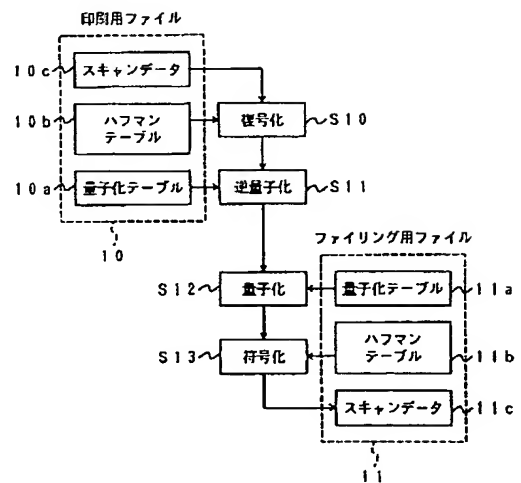 印刷用ファイル
10c
スキャンデータ
10b
ハフマン
テーブル
復号化
S10
10a
量子化テーブル
逆量子化
S11
10
ファイリング用ファイル
S12
量子化
量子化テーブル
11a
S13
符号化
ハフマン
テーブル
11b
スキャンデータ
11c
11